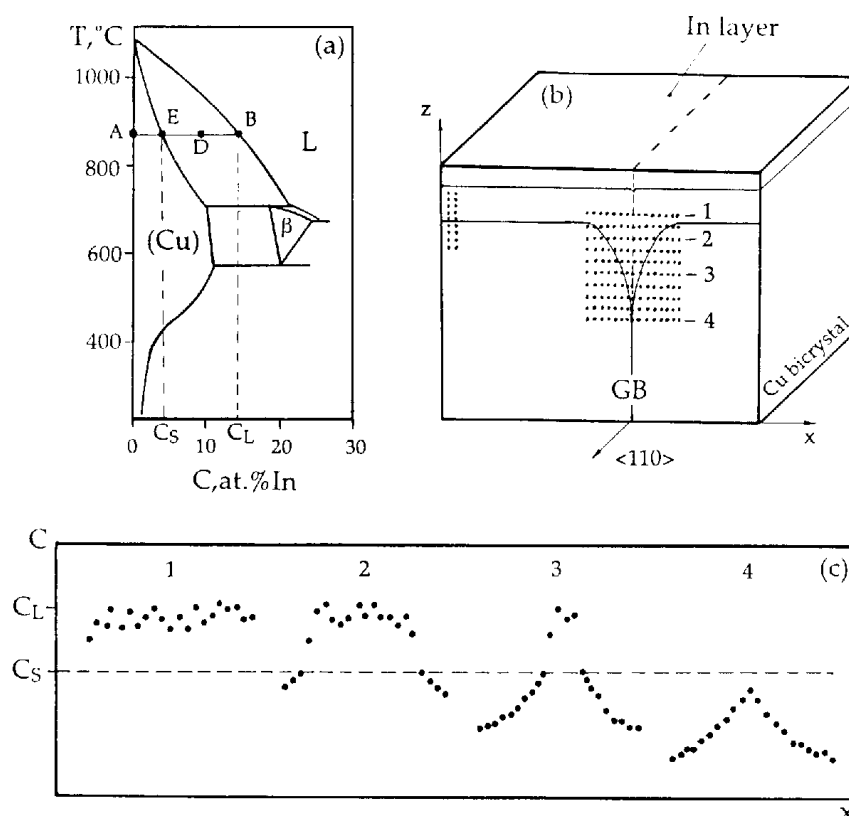 T,°C
(a)
1000
A
E
B
D
L
800
(Cu)
β
600
400
C_S
C_L
0
10
20
30
C,at.%In
In layer
(b)
z
1
2
3
4
GB
Cu bicrystal
x
<110>
C
1
2
3
4
(c)
C_L
C_S
x